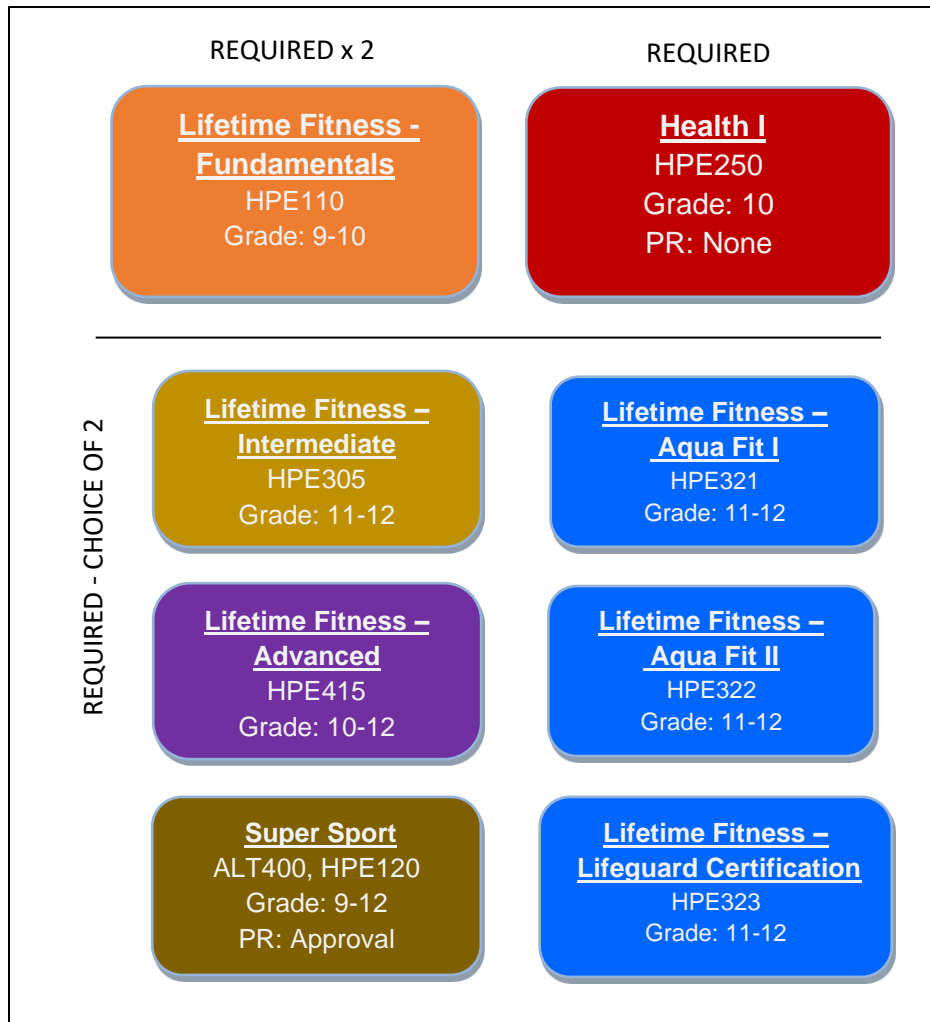 REQUIRED x 2
REQUIRED
Lifetime Fitness -
Fundamentals
HPE110
Grade: 9-10
Health I
HPE250
Grade: 10
PR: None
REQUIRED - CHOICE OF 2
Lifetime Fitness –
Intermediate
HPE305
Grade: 11-12
Lifetime Fitness –
Aqua Fit I
HPE321
Grade: 11-12
Lifetime Fitness –
Advanced
HPE415
Grade: 10-12
Lifetime Fitness –
Aqua Fit II
HPE322
Grade: 11-12
Super Sport
ALT400, HPE120
Grade: 9-12
PR: Approval
Lifetime Fitness –
Lifeguard Certification
HPE323
Grade: 11-12